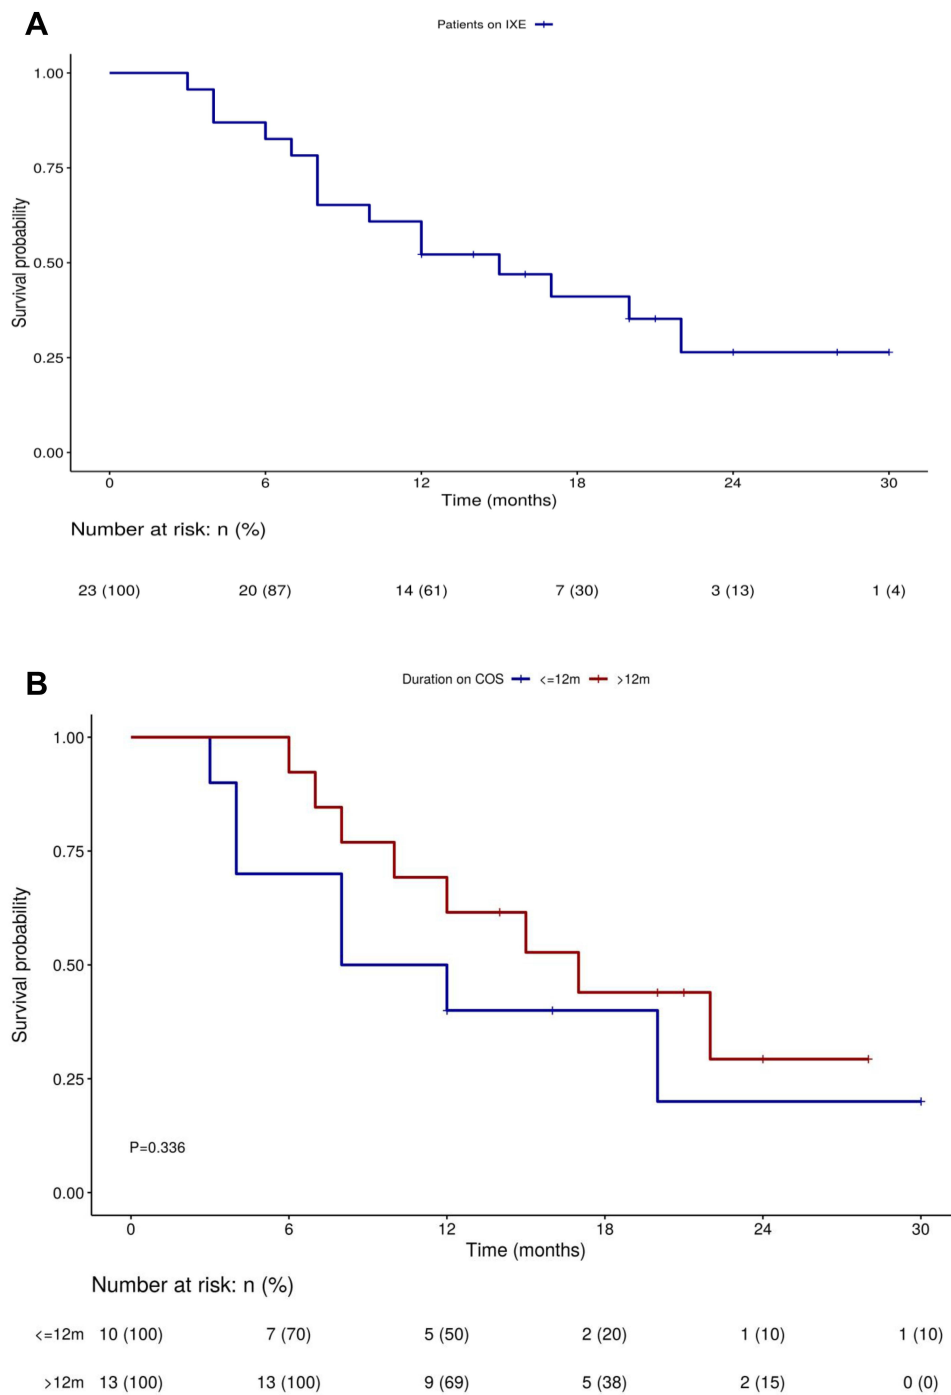 A
Patients on IXE
1.00
0.75
0.50
0.25
0.00
Survival probability
0 6 12 18 24 30
Time (months)
Number at risk: n (%)
23 (100) 20 (87) 14 (61) 7 (30) 3 (13) 1 (4)
B
Duration on COS <=12m >12m
1.00
0.75
0.50
0.25
0.00
Survival probability
P=0.336
0 6 12 18 24 30
Time (months)
Number at risk: n (%)
<=12m 10 (100) 7 (70) 5 (50) 2 (20) 1 (10) 1 (10)
>12m 13 (100) 13 (100) 9 (69) 5 (38) 2 (15) 0 (0)